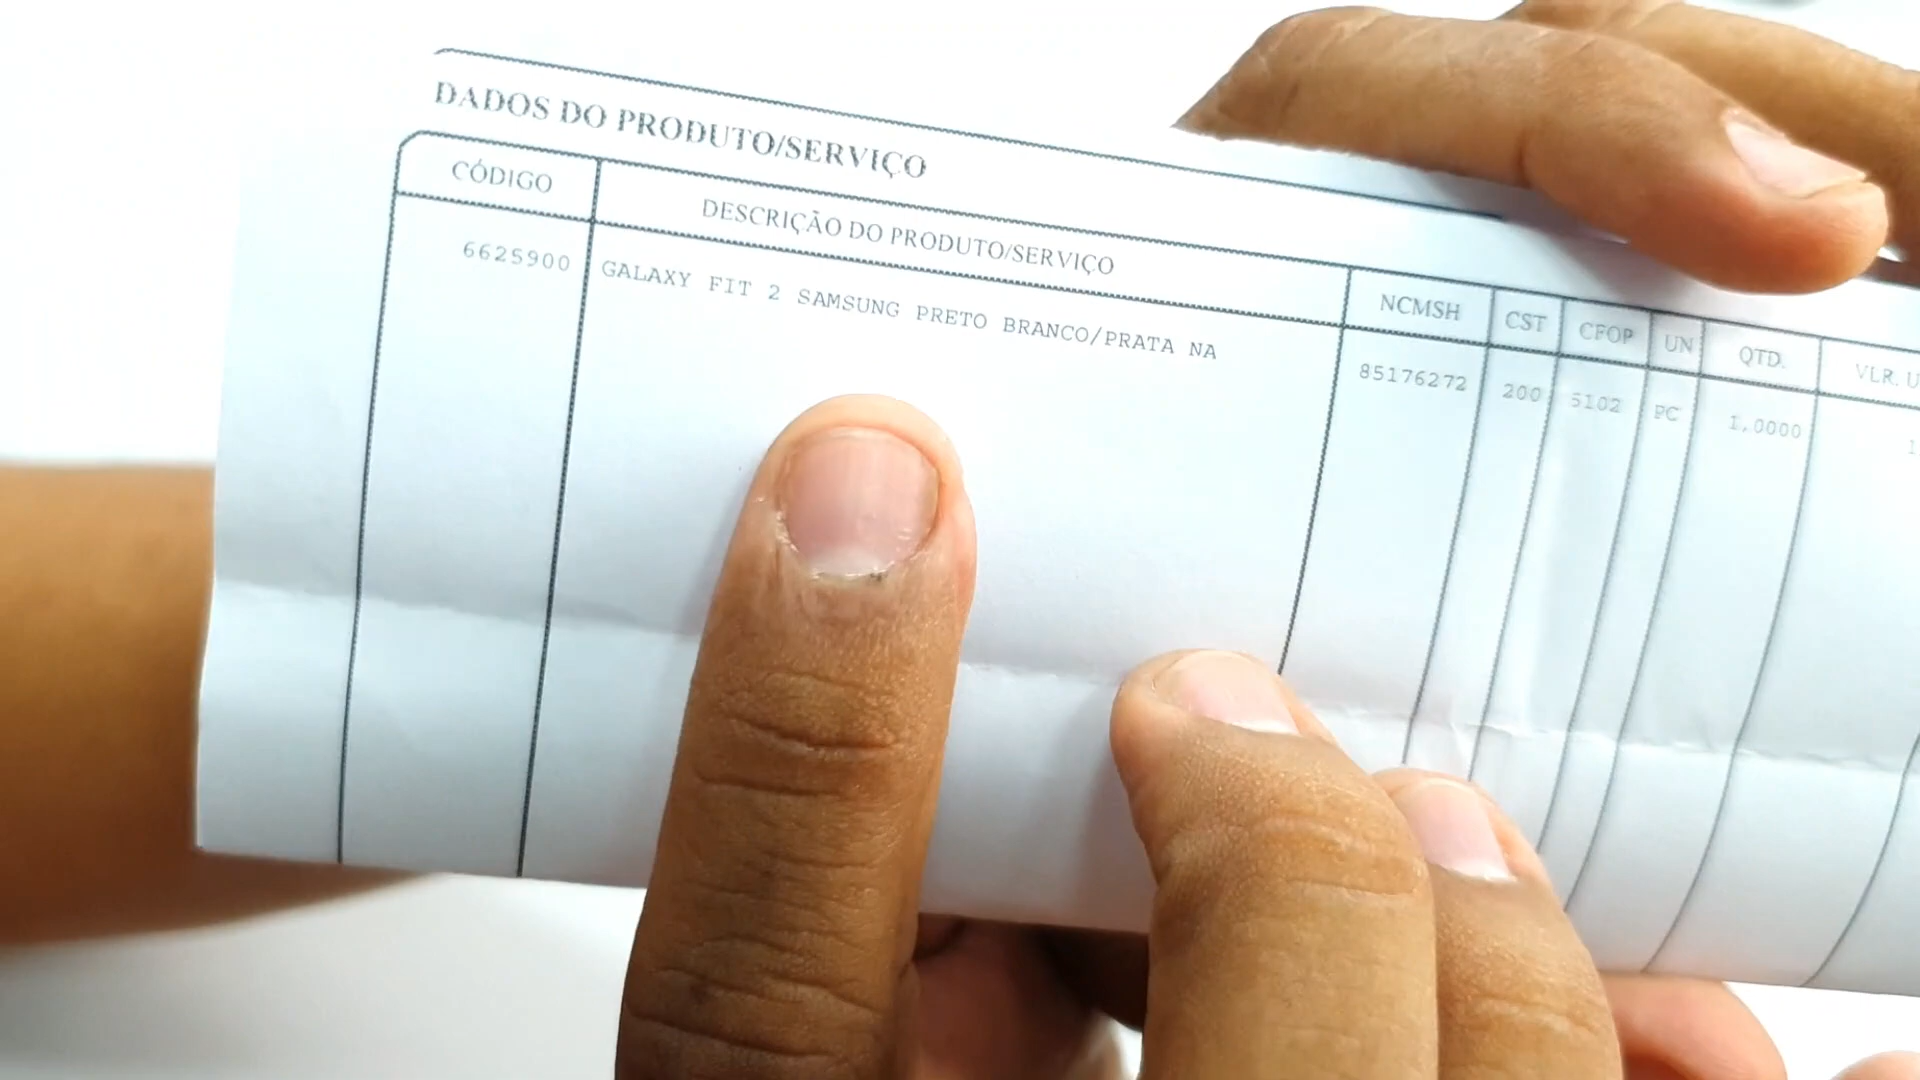 DADOS DO PRODUTO/SERVIÇO
CÓDIGO DESCRIÇÃO DO PRODUTO/SERVIÇO NCMSH CST CFOP UN QTD. VLR.
6625900 GALAXY FIT 2 SAMSUNG PRETO BRANCO/PRATA NA 85176272 200 5102 PC 1,0000